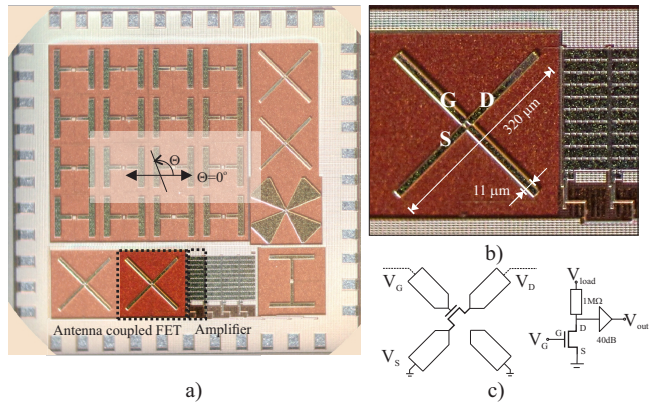 Θ
Θ=0°
Antenna coupled FET
Amplifier
a)
G
D
S
320 μm
11 μm
b)
V_G
V_D
V_S
V_load
1MΩ
D
G
V_G
S
40dB
V_out
c)